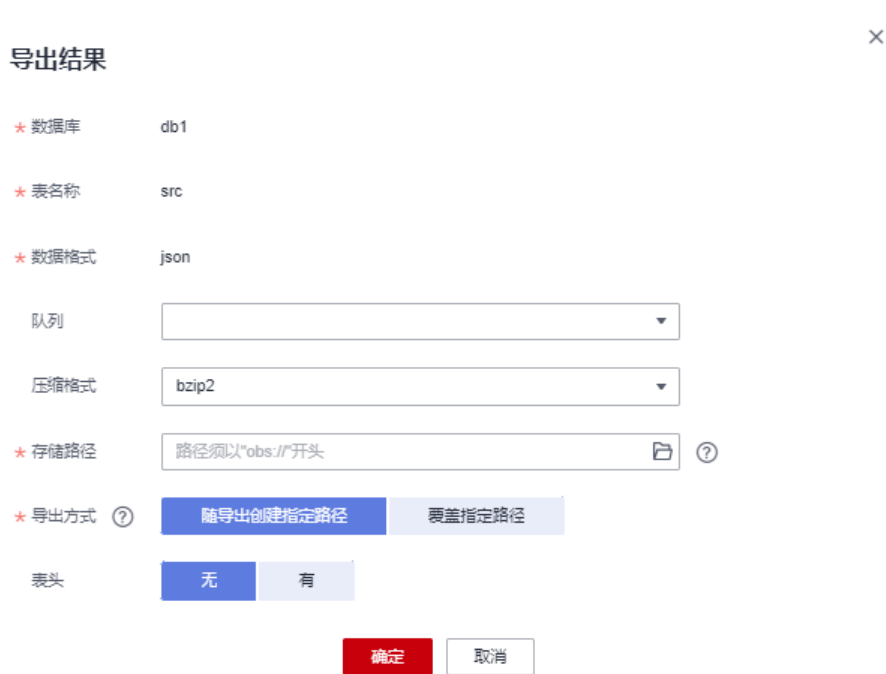 导出结果
* 数据库 db1
* 表名称 src
* 数据格式 json
队列
压缩格式 bzip2
* 存储路径 路径须以"obs://"开头
* 导出方式 随导出创建指定路径 覆盖指定路径
表头 无 有
确定 取消